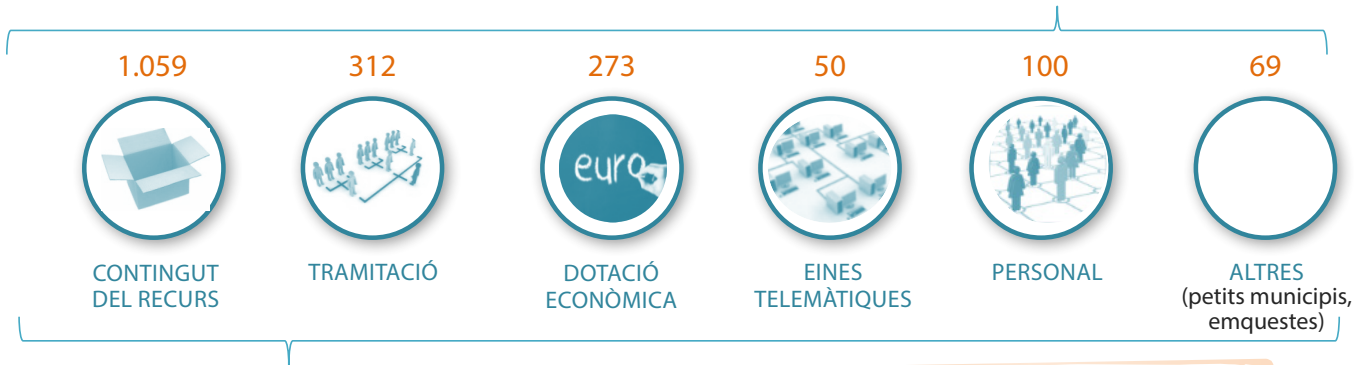 1.059 312 273 50 100 69
euro
CONTINGUT
DEL RECURS
TRAMITACIÓ
DOTACIÓ
ECONÒMICA
EINES
TELEMÀTIQUES
PERSONAL
ALTRES
(petits municipis,
emquestes)